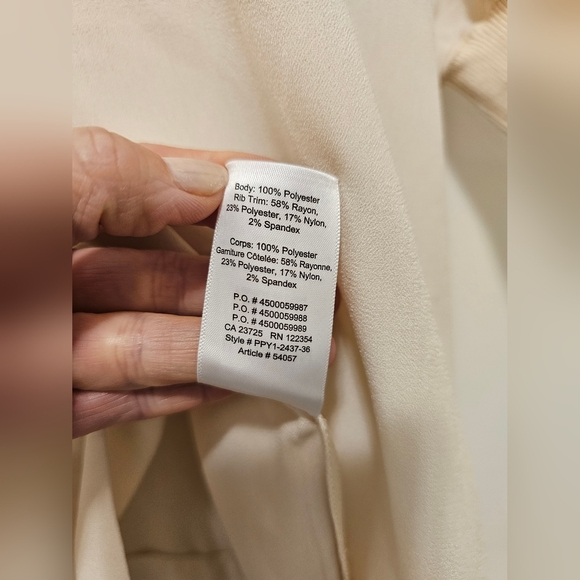 Body: 100% Polyester
Rib Trim: 58% Rayon,
23% Polyester, 17% Nylon,
2% Spandex
Corps: 100% Polyester
Garniture Côtelée: 58% Rayonne,
23% Polyester, 17% Nylon,
2% Spandex
P.O. # 4500059987
P.O. # 4500059988
P.O. # 4500059989
CA 23725 RN 122354
Style # PPY1-2437-36
Article # 54057